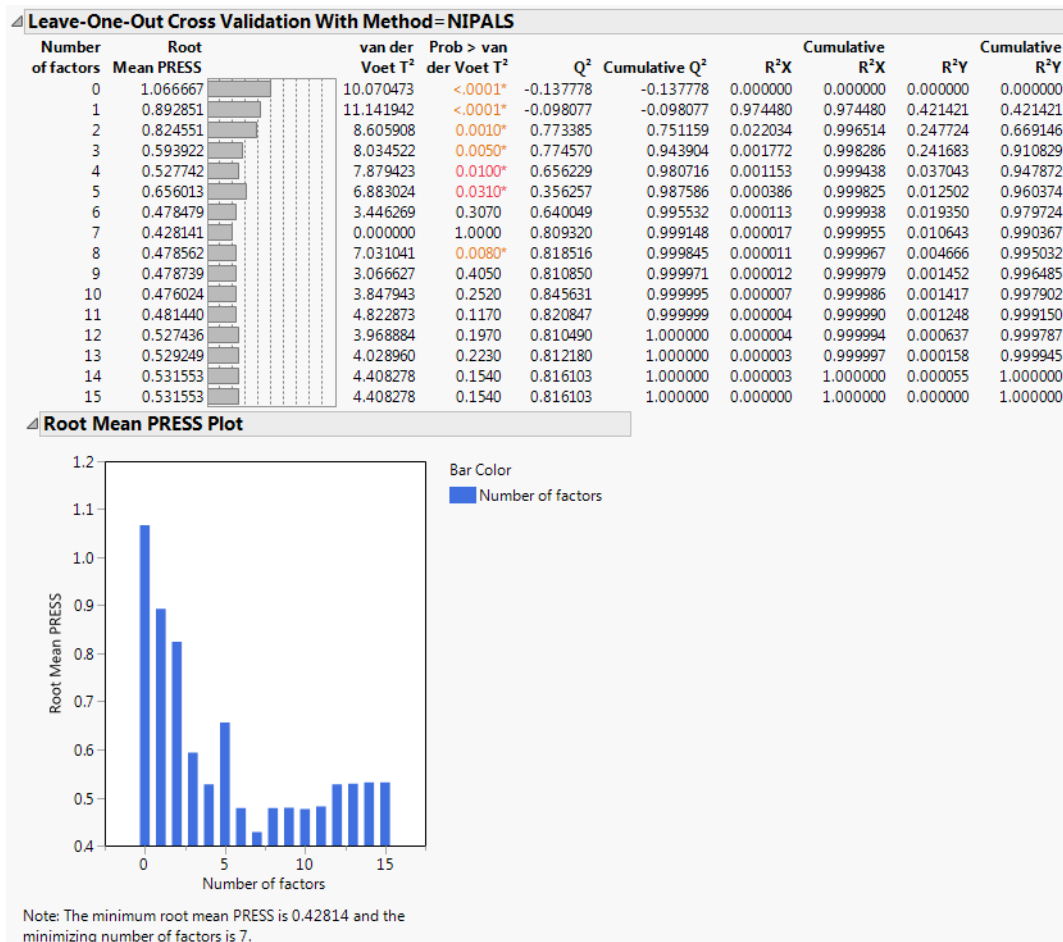 Leave-One-Out Cross Validation With Method=NIPALS
Number Root van der Prob > van Cumulative Cumulative
of factors Mean PRESS Voet T² der Voet T² Q² Cumulative Q² R²X R²X R²Y R²Y
0 1.066667 10.070473 <.0001* -0.137778 -0.137778 0.000000 0.000000 0.000000 0.000000
1 0.892851 11.141942 <.0001* -0.098077 -0.098077 0.974480 0.974480 0.421421 0.421421
2 0.824551 8.605908 0.0010* 0.773385 0.751159 0.022034 0.996514 0.247724 0.669146
3 0.593922 8.034522 0.0050* 0.774570 0.943904 0.001772 0.998286 0.241683 0.910829
4 0.527742 7.879423 0.0100* 0.656229 0.980716 0.001153 0.999438 0.037043 0.947872
5 0.656013 6.883024 0.0310* 0.356257 0.987586 0.000386 0.999825 0.012502 0.960374
6 0.478479 3.446269 0.3070 0.640049 0.995532 0.000113 0.999938 0.019350 0.979724
7 0.428141 0.000000 1.0000 0.809320 0.999148 0.000017 0.999955 0.010643 0.990367
8 0.478562 7.031041 0.0080* 0.818516 0.999845 0.000011 0.999967 0.004666 0.995032
9 0.478739 3.066627 0.4050 0.810850 0.999971 0.000012 0.999979 0.001452 0.996485
10 0.476024 3.847943 0.2520 0.845631 0.999995 0.000007 0.999986 0.001417 0.997902
11 0.481440 4.822873 0.1170 0.820847 0.999999 0.000004 0.999990 0.001248 0.999150
12 0.527436 3.968884 0.1970 0.810490 1.000000 0.000004 0.999994 0.000637 0.999787
13 0.529249 4.028960 0.2230 0.812180 1.000000 0.000003 0.999997 0.000158 0.999945
14 0.531553 4.408278 0.1540 0.816103 1.000000 0.000003 1.000000 0.000055 1.000000
15 0.531553 4.408278 0.1540 0.816103 1.000000 0.000000 1.000000 0.000000 1.000000
Root Mean PRESS Plot
1.2
1.1
1.0
0.9
0.8
0.7
0.6
0.5
0.4
Root Mean PRESS
0 5 10 15
Number of factors
Bar Color
Number of factors
Note: The minimum root mean PRESS is 0.42814 and the
minimizing number of factors is 7.